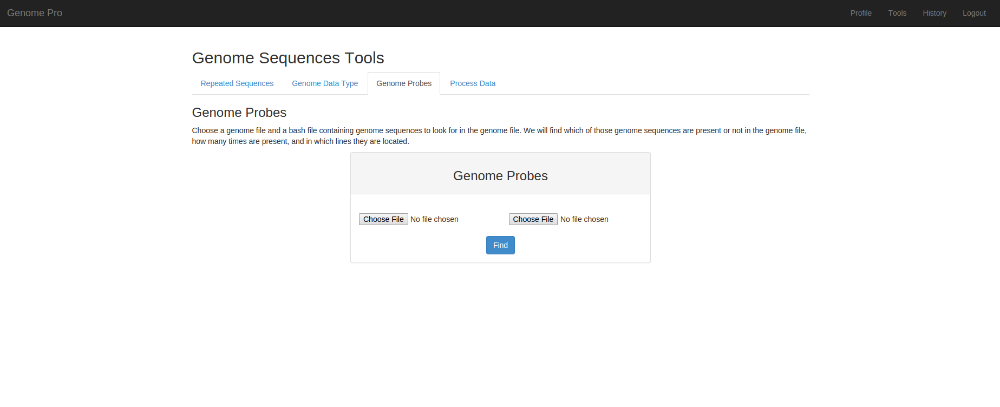 Genome Pro Profile Tools History Logout
Genome Sequences Tools
Repeated Sequences Genome Data Type Genome Probes Process Data
Genome Probes
Choose a genome file and a bash file containing genome sequences to look for in the genome file. We will find which of those genome sequences are present or not in the genome file,
how many times are present, and in which lines they are located.
Genome Probes
Choose File No file chosen Choose File No file chosen
Find